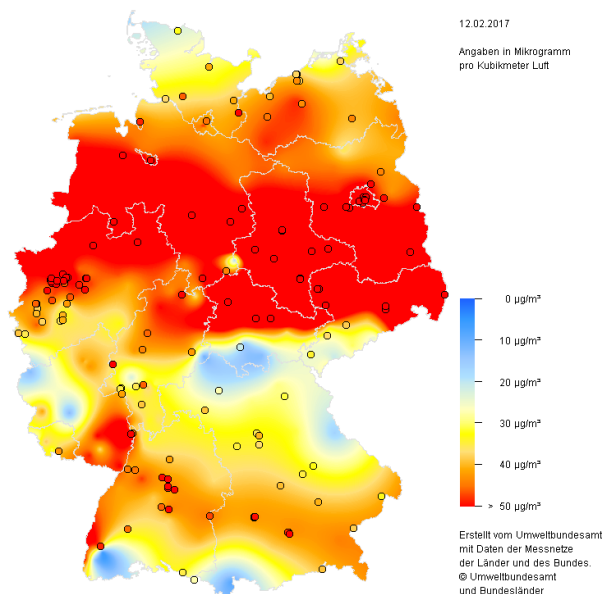 12.02.2017
Angaben in Mikrogramm
pro Kubikmeter Luft
0 µg/m³
10 µg/m³
20 µg/m³
30 µg/m³
40 µg/m³
> 50 µg/m³
Erstellt vom Umweltbundesamt
mit Daten der Messnetze
der Länder und des Bundes.
© Umweltbundesamt
und Bundesländer